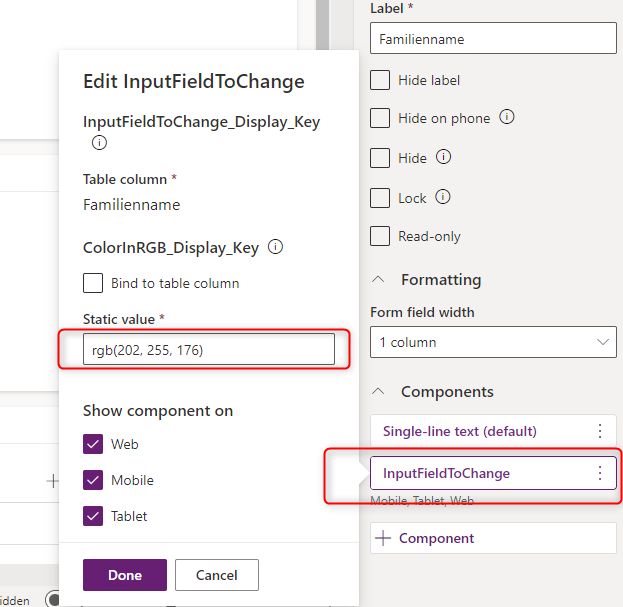 Edit InputFieldToChange
InputFieldToChange_Display_Key
Table column *
Familienname
ColorInRGB_Display_Key
Bind to table column
Static value *
rgb(202, 255, 176)
Show component on
Web
Mobile
Tablet
Done
Cancel
Label *
Familienname
Hide label
Hide on phone
Hide
Lock
Read-only
Formatting
Form field width
1 column
Components
Single-line text (default)
InputFieldToChange
Mobile, Tablet, Web
Component